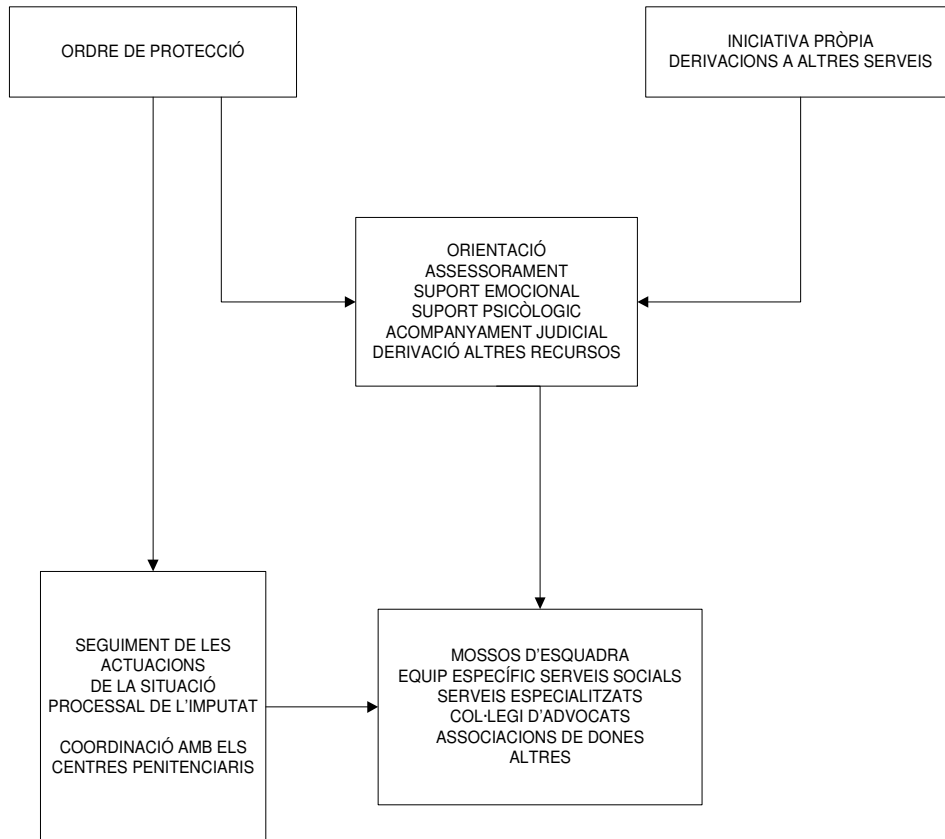 ORDRE DE PROTECCIÓ
INICIATIVA PRÒPIA
DERIVACIONS A ALTRES SERVEIS
ORIENTACIÓ
ASSESSORAMENT
SUPORT EMOCIONAL
SUPORT PSICÒLOGIC
ACOMPANYAMENT JUDICIAL
DERIVACIÓ ALTRES RECURSOS
SEGUIMENT DE LES
ACTUACIONS
DE LA SITUACIÓ
PROCESSAL DE L'IMPUTAT
COORDINACIÓ AMB ELS
CENTRES PENITENCIARIS
MOSSOS D'ESQUADRA
EQUIP ESPECÍFIC SERVEIS SOCIALS
SERVEIS ESPECIALITZATS
COL·LEGI D'ADVOCATS
ASSOCIACIONS DE DONES
ALTRES